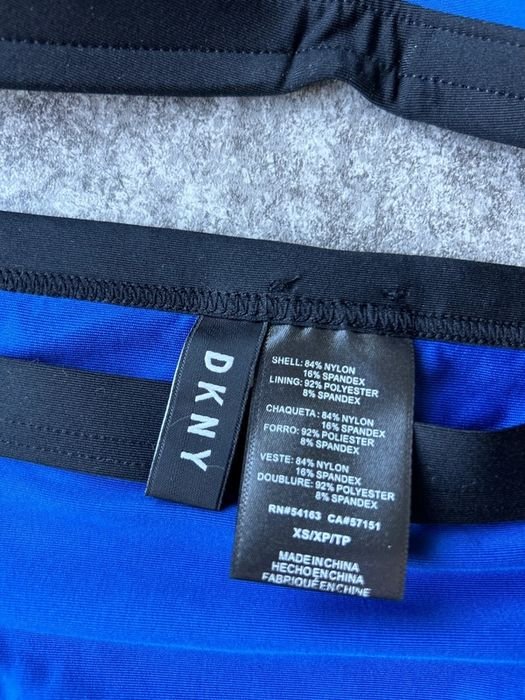 DKNY
SHELL: 84% NYLON
16% SPANDEX
LINING: 92% POLYESTER
8% SPANDEX
CHAQUETA: 84% NYLON
16% SPANDEX
FORRO: 92% POLIESTER
8% SPANDEX
VESTE: 84% NYLON
16% SPANDEX
DOUBLURE: 92% POLYESTER
8% SPANDEX
RN#54163 CA#57151
XS/XP/TP
MADE IN CHINA
HECHO EN CHINA
FABRIQUÉ EN CHINE